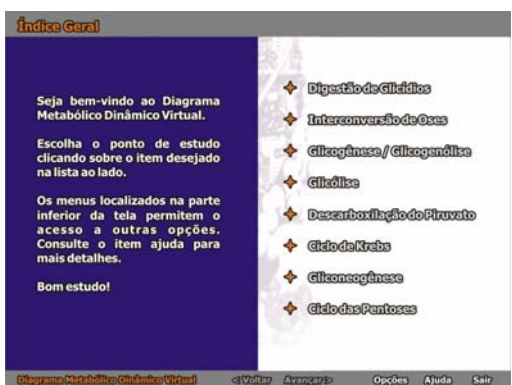 Índice Geral
Seja bem-vindo ao Diagrama
Metabólico Dinâmico Virtual.
Escolha o ponto de estudo
clicando sobre o item desejado
na lista ao lado.
Os menus localizados na parte
inferior da tela permitem o
acesso a outras opções.
Consulte o item ajuda para
mais detalhes.
Bom estudo!
Digestão de Glicídios
Interconversão de Oses
Glicogênese / Glicogenólise
Glicólise
Descarboxilação do Piruvato
Ciclo de Krebs
Gliconeogênese
Ciclo das Pentoses
Diagrama Metabólico Dinâmico Virtual <Voltar Avançar> Opções Ajuda Sair